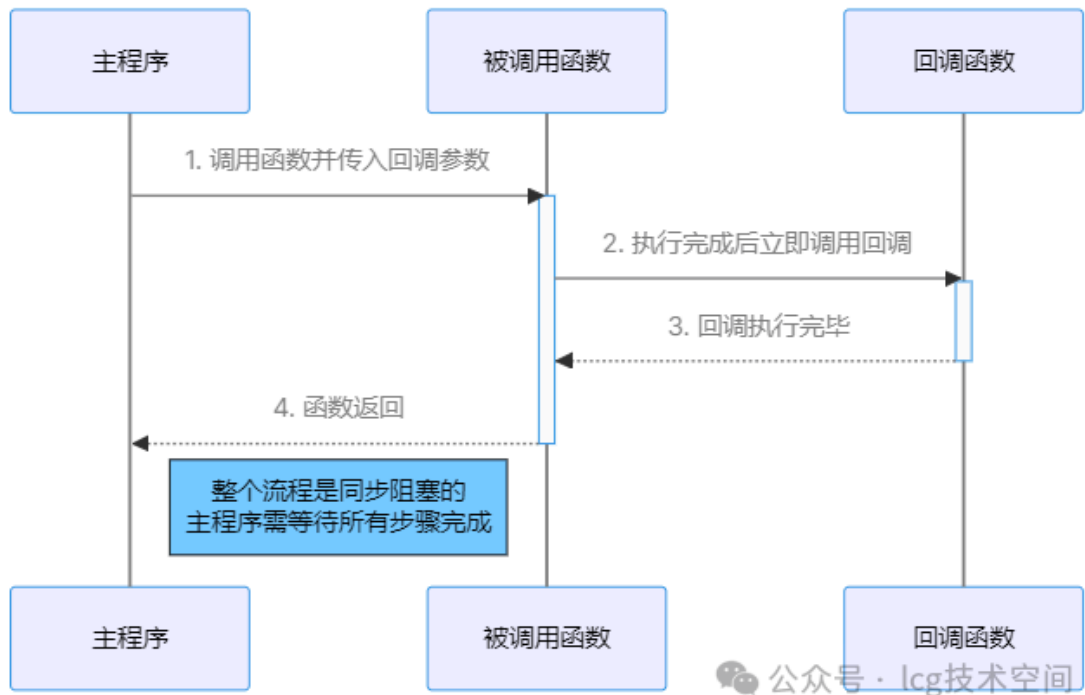 主程序
被调用函数
回调函数
1. 调用函数并传入回调参数
2. 执行完成后立即调用回调
3. 回调执行完毕
4. 函数返回
整个流程是同步阻塞的
主程序需等待所有步骤完成
主程序
被调用函数
回调函数
公众号 · lcg技术空间